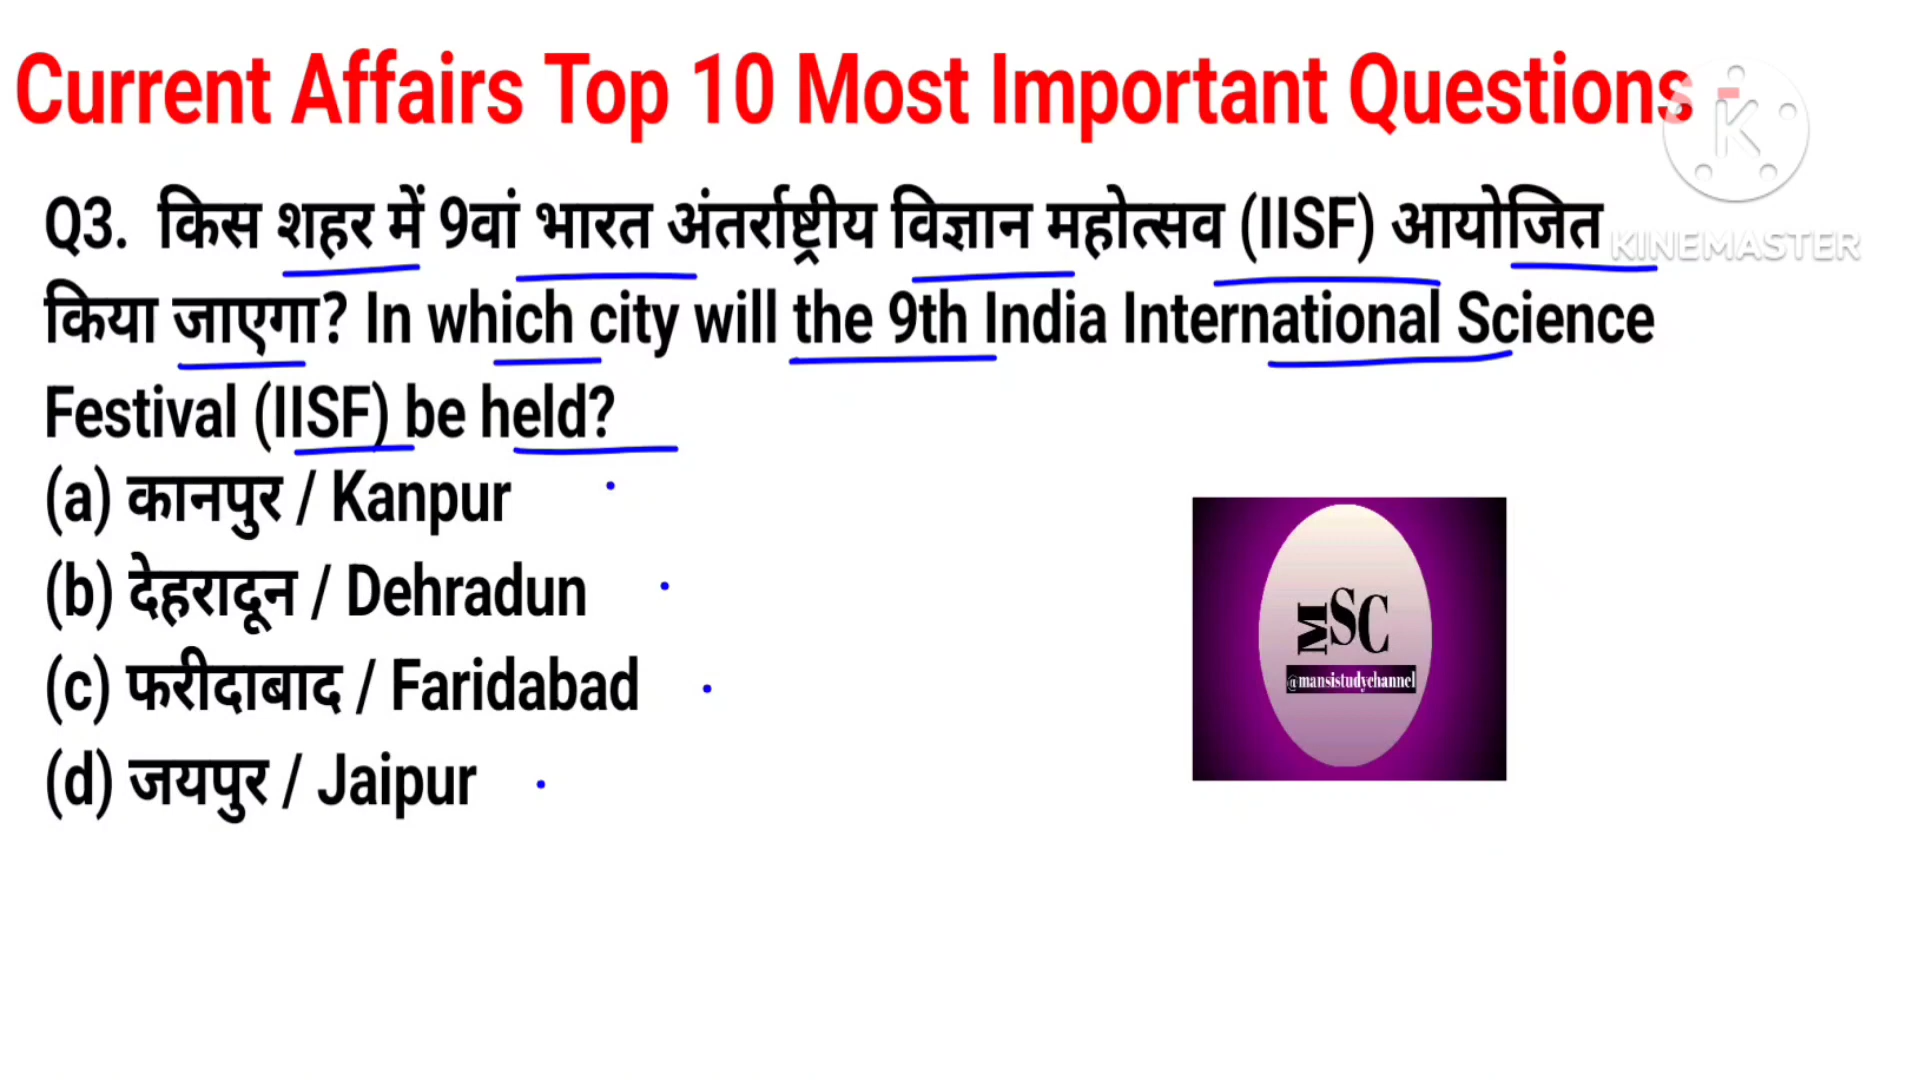 Current Affairs Top 10 Most Important Questions
Q3. किस शहर में 9वां भारत अंतर्राष्ट्रीय विज्ञान महोत्सव (IISF) आयोजित
किया जाएगा? In which city will the 9th India International Science
Festival (IISF) be held?
(a) कानपुर / Kanpur
(b) देहरादून / Dehradun
(c) फरीदाबाद / Faridabad
(d) जयपुर / Jaipur
K
KINEMASTER
MSC
@mansistudychannel